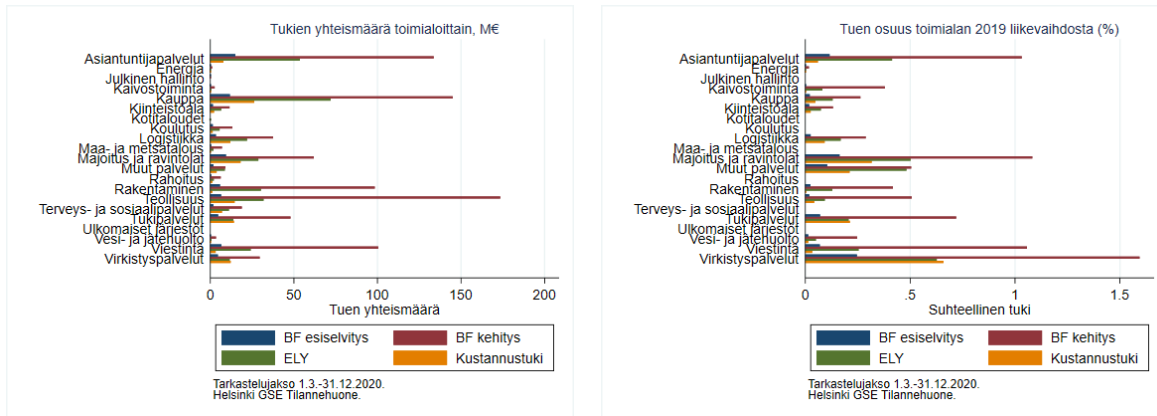 Tukien yhteismäärä toimialoittain, M€
Asiantuntijapalvelut
Energia
Julkinen hallinto
Kaivostoiminta
Kauppa
Kiinteistöala
Kotitaloudet
Koulutus
Logistiikka
Maa- ja metsätalous
Majoitus ja ravintolat
Muut palvelut
Rahoitus
Rakentaminen
Teollisuus
Terveys- ja sosiaalipalvelut
Tukipalvelut
Ulkomaiset järjestöt
Vesi- ja jätehuolto
Viestintä
Virkistyspalvelut
0 50 100 150 200
Tuen yhteismäärä
BF esiselvitys BF kehitys
ELY Kustannustuki
Tarkastelujakso 1.3.-31.12.2020.
Helsinki GSE Tilannehuone.
Tuen osuus toimialan 2019 liikevaihdosta (%)
Asiantuntijapalvelut
Energia
Julkinen hallinto
Kaivostoiminta
Kauppa
Kiinteistöala
Kotitaloudet
Koulutus
Logistiikka
Maa- ja metsätalous
Majoitus ja ravintolat
Muut palvelut
Rahoitus
Rakentaminen
Teollisuus
Terveys- ja sosiaalipalvelut
Tukipalvelut
Ulkomaiset järjestöt
Vesi- ja jätehuolto
Viestintä
Virkistyspalvelut
0 .5 1 1.5
Suhteellinen tuki
BF esiselvitys BF kehitys
ELY Kustannustuki
Tarkastelujakso 1.3.-31.12.2020.
Helsinki GSE Tilannehuone.